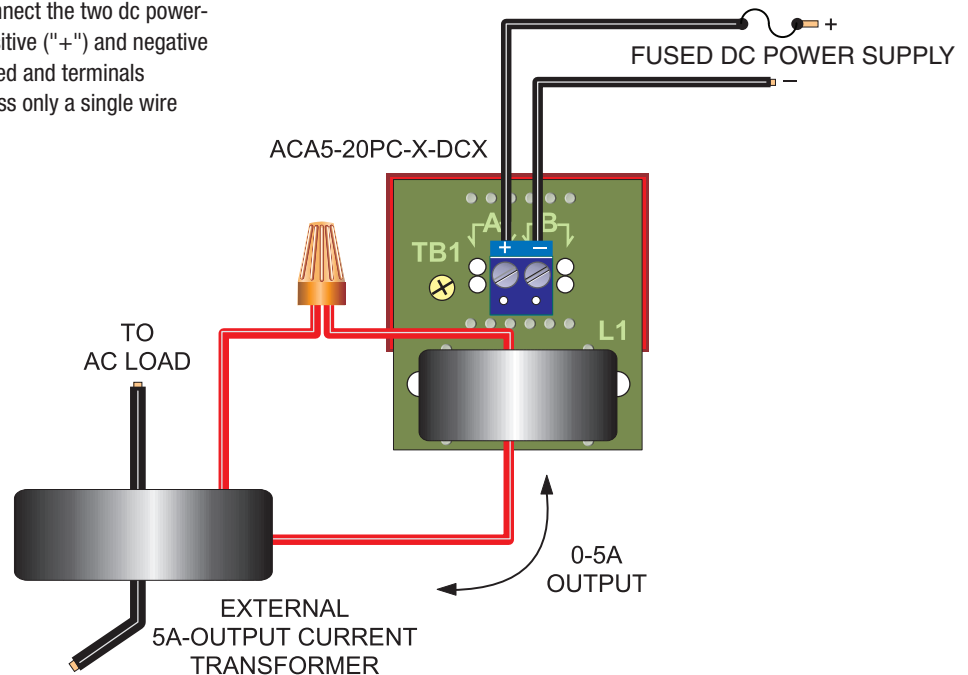 nect the two dc power-
sitive ("+") and negative
ed and terminals
ss only a single wire
+
FUSED DC POWER SUPPLY
–
ACA5-20PC-X-DCX
A B
+ –
TB1
L1
TO
AC LOAD
0-5A
OUTPUT
EXTERNAL
5A-OUTPUT CURRENT
TRANSFORMER